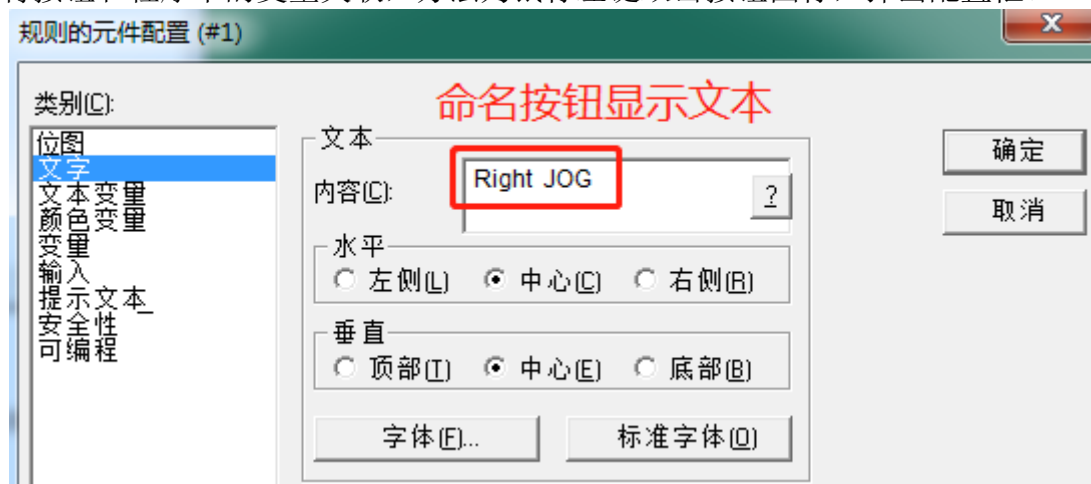 规则的元件配置 (#1)
类别(C):
命名按钮显示文本
位图
文字
文本变量
颜色变量
变量
输入
提示文本
安全性
可编程
文本
内容(C):
Right JOG
?
水平
左侧(L) 中心(C) 右侧(R)
垂直
顶部(T) 中心(E) 底部(B)
字体(F)... 标准字体(O)
确定
取消